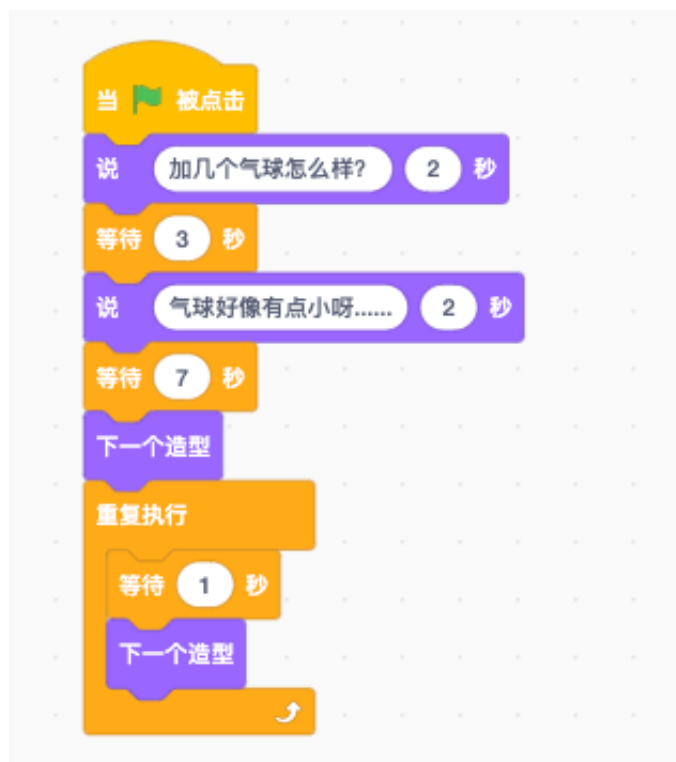 当 被点击
说 加几个气球怎么样? 2 秒
等待 3 秒
说 气球好像有点小呀...... 2 秒
等待 7 秒
下一个造型
重复执行
等待 1 秒
下一个造型